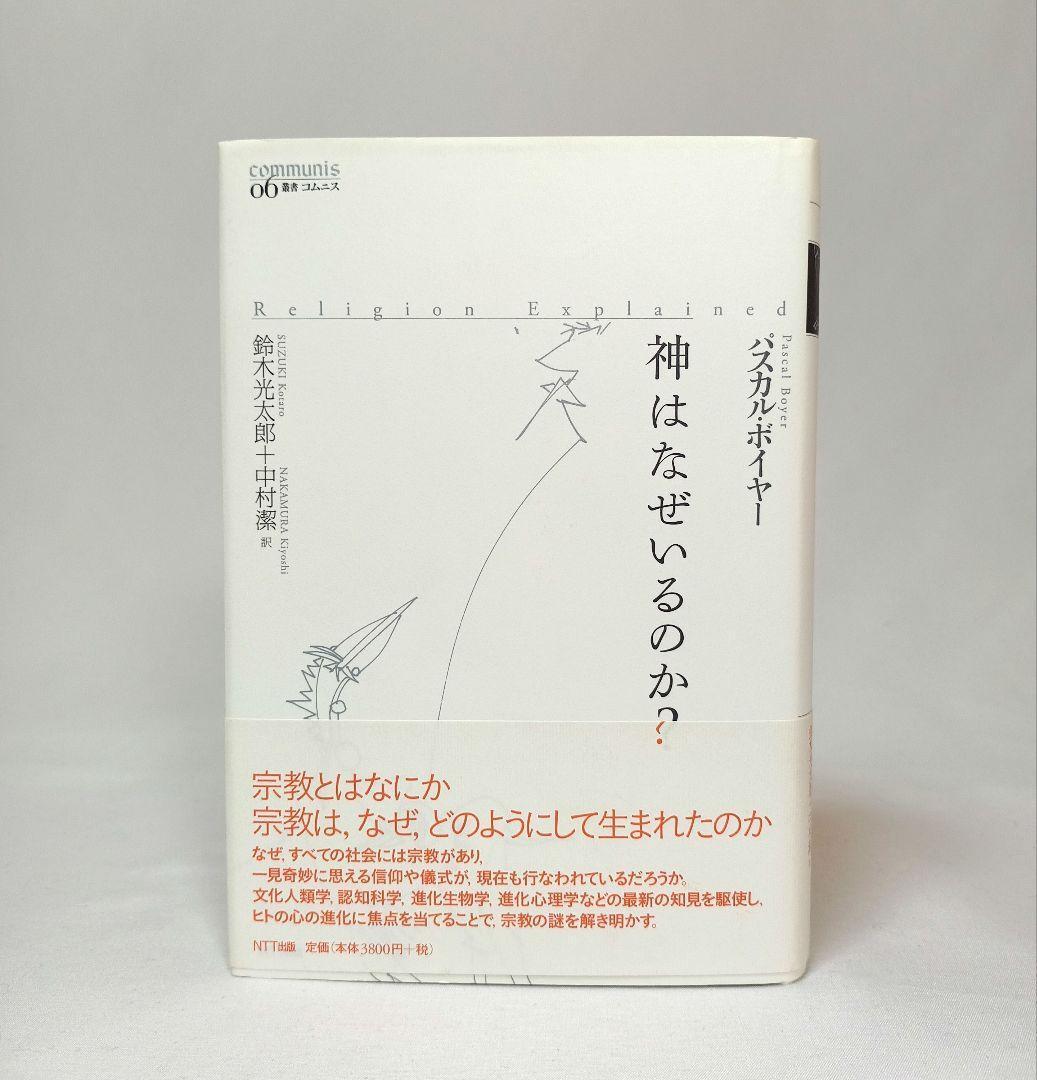 communis
06 叢書 コムニス
Religion Explained
パスカル・ボイヤー
Pascal Boyer
神はなぜいるのか?
鈴木光太郎+中村潔 訳
SUZUKI Kotaro
NAKAMURA Kiyoshi
宗教とはなにか
宗教は, なぜ, どのようにして生まれたのか
なぜ, すべての社会には宗教があり,
一見奇妙に思える信仰や儀式が, 現在も行なわれているだろうか。
文化人類学, 認知科学, 進化生物学, 進化心理学などの最新の知見を駆使し,
ヒトの心の進化に焦点を当てることで, 宗教の謎を解き明かす。
NTT出版 定価(本体3800円+税)